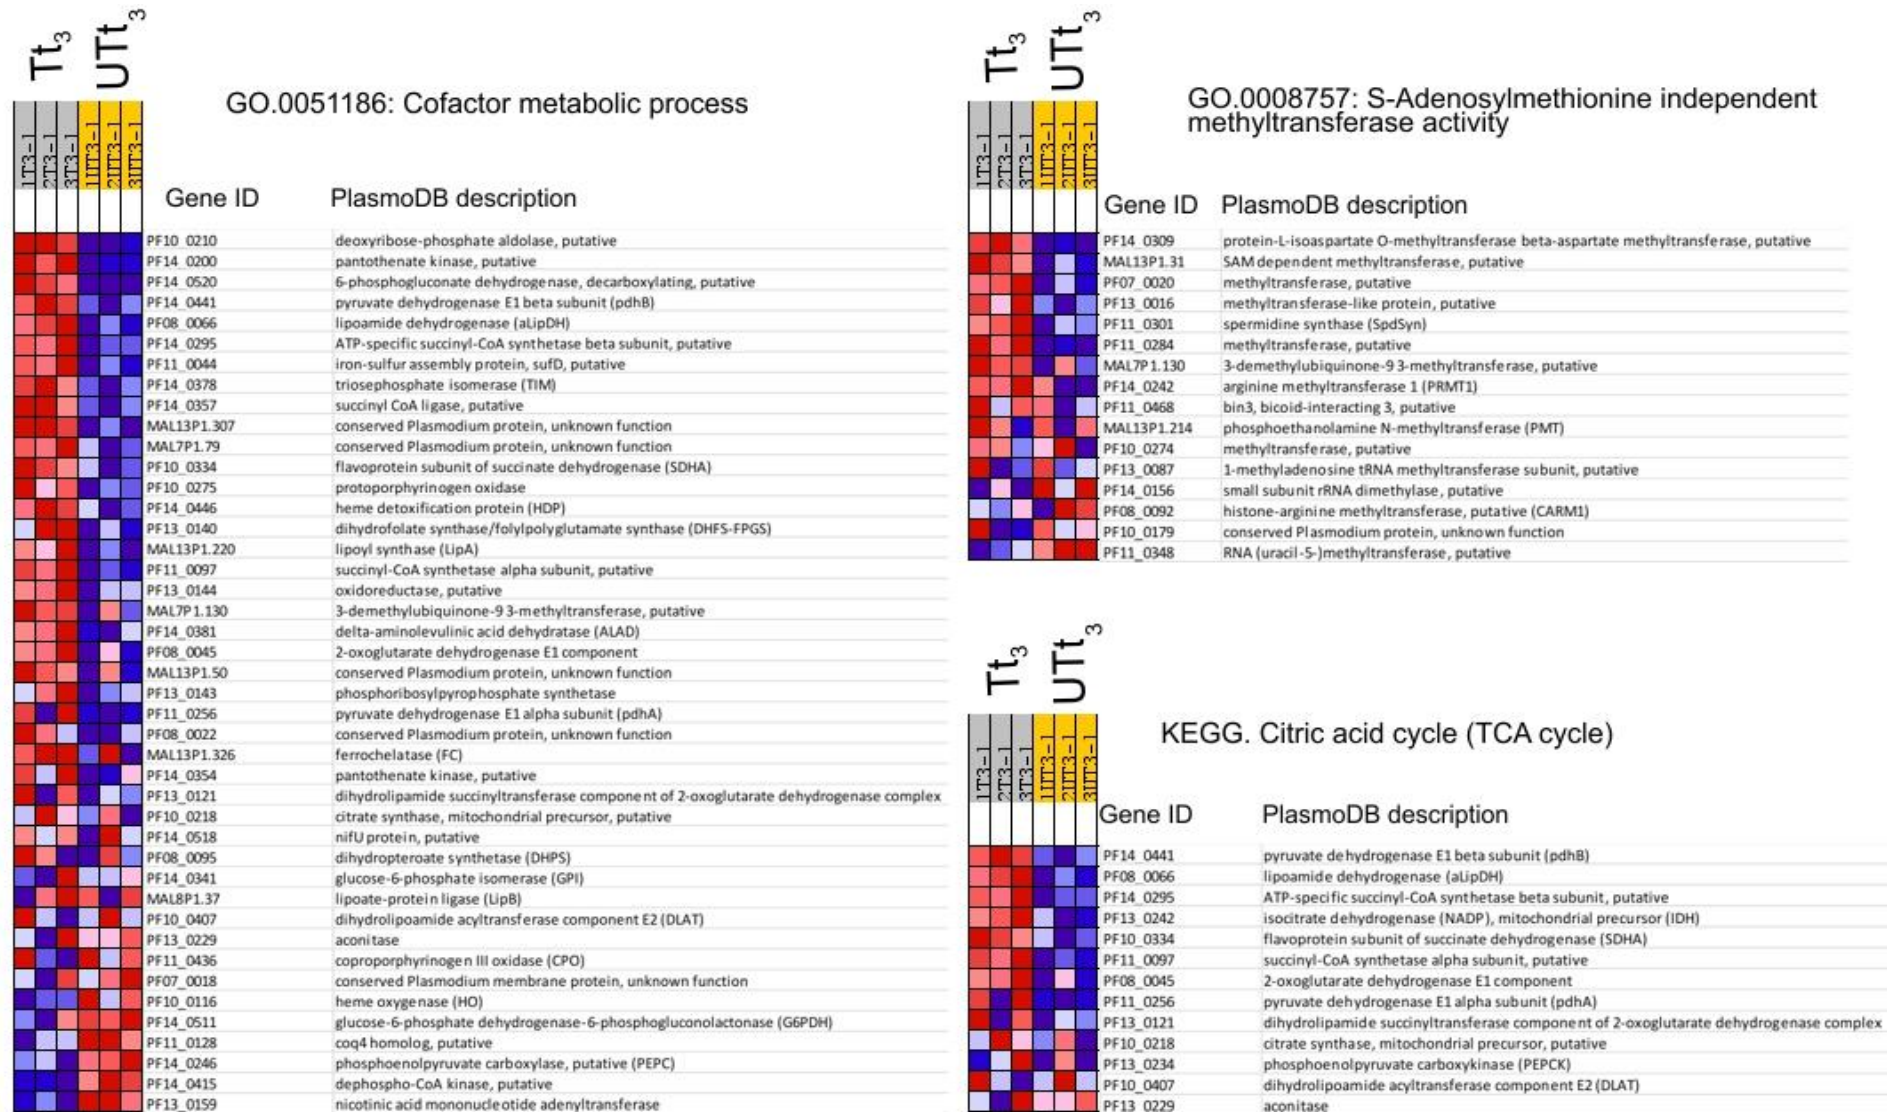 Tt3 UTt3
GO.0051186: Cofactor metabolic process
1T3-1 2T3-1 3T3-1 1UT3-1 2UT3-1 3UT3-1
Gene ID PlasmoDB description
PF10_0210 deoxyribose-phosphate aldolase, putative
PF14_0200 pantothenate kinase, putative
PF14_0520 6-phosphogluconate dehydrogenase, decarboxylating, putative
PF14_0441 pyruvate dehydrogenase E1 beta subunit (pdhB)
PF08_0066 lipoamide dehydrogenase (aLipDH)
PF14_0295 ATP-specific succinyl-CoA synthetase beta subunit, putative
PF11_0044 iron-sulfur assembly protein, sufD, putative
PF14_0378 triosephosphate isomerase (TIM)
PF14_0357 succinyl CoA ligase, putative
MAL13P1.307 conserved Plasmodium protein, unknown function
MAL7P1.79 conserved Plasmodium protein, unknown function
PF10_0334 flavoprotein subunit of succinate dehydrogenase (SDHA)
PF10_0275 protoporphyrinogen oxidase
PF14_0446 heme detoxification protein (HDP)
PF13_0140 dihydrofolate synthase/folylpolyglutamate synthase (DHFS-FPGS)
MAL13P1.220 lipoyl synthase (LipA)
PF11_0097 succinyl-CoA synthetase alpha subunit, putative
PF13_0144 oxidoreductase, putative
MAL7P1.130 3-demethylubiquinone-9 3-methyltransferase, putative
PF14_0381 delta-aminolevulinic acid dehydratase (ALAD)
PF08_0045 2-oxoglutarate dehydrogenase E1 component
MAL13P1.50 conserved Plasmodium protein, unknown function
PF13_0143 phosphoribosylpyrophosphate synthetase
PF11_0256 pyruvate dehydrogenase E1 alpha subunit (pdhA)
PF08_0022 conserved Plasmodium protein, unknown function
MAL13P1.326 ferrochelatase (FC)
PF14_0354 pantothenate kinase, putative
PF13_0121 dihydrolipamide succinyltransferase component of 2-oxoglutarate dehydrogenase complex
PF10_0218 citrate synthase, mitochondrial precursor, putative
PF14_0518 nifU protein, putative
PF08_0095 dihydropteroate synthetase (DHPS)
PF14_0341 glucose-6-phosphate isomerase (GPI)
MAL8P1.37 lipoate-protein ligase (LipB)
PF10_0407 dihydrolipoamide acyltransferase component E2 (DLAT)
PF13_0229 aconitase
PF11_0436 coproporphyrinogen III oxidase (CPO)
PF07_0018 conserved Plasmodium membrane protein, unknown function
PF10_0116 heme oxygenase (HO)
PF14_0511 glucose-6-phosphate dehydrogenase-6-phosphogluconolactonase (G6PDH)
PF11_0128 coq4 homolog, putative
PF14_0246 phosphoenolpyruvate carboxylase, putative (PEPC)
PF14_0415 dephospho-CoA kinase, putative
PF13_0159 nicotinic acid mononucleotide adenyltransferase
Tt3 UTt3
GO.0008757: S-Adenosylmethionine independent
methyltransferase activity
1T3-1 2T3-1 3T3-1 1UT3-1 2UT3-1 3UT3-1
Gene ID PlasmoDB description
PF14_0309 protein-L-isoaspartate O-methyltransferase beta-aspartate methyltransferase, putative
MAL13P1.31 SAM dependent methyltransferase, putative
PF07_0020 methyltransferase, putative
PF13_0016 methyltransferase-like protein, putative
PF11_0301 spermidine synthase (SpdSyn)
PF11_0284 methyltransferase, putative
MAL7P1.130 3-demethylubiquinone-9 3-methyltransferase, putative
PF14_0242 arginine methyltransferase 1 (PRMT1)
PF11_0468 bin3, bicoid-interacting 3, putative
MAL13P1.214 phosphoethanolamine N-methyltransferase (PMT)
PF10_0274 methyltransferase, putative
PF13_0087 1-methyladenosine tRNA methyltransferase subunit, putative
PF14_0156 small subunit rRNA dimethylase, putative
PF08_0092 histone-arginine methyltransferase, putative (CARM1)
PF10_0179 conserved Plasmodium protein, unknown function
PF11_0348 RNA (uracil-5-)methyltransferase, putative
Tt3 UTt3
KEGG. Citric acid cycle (TCA cycle)
1T3-1 2T3-1 3T3-1 1UT3-1 2UT3-1 3UT3-1
Gene ID PlasmoDB description
PF14_0441 pyruvate dehydrogenase E1 beta subunit (pdhB)
PF08_0066 lipoamide dehydrogenase (aLipDH)
PF14_0295 ATP-specific succinyl-CoA synthetase beta subunit, putative
PF13_0242 isocitrate dehydrogenase (NADP), mitochondrial precursor (IDH)
PF10_0334 flavoprotein subunit of succinate dehydrogenase (SDHA)
PF11_0097 succinyl-CoA synthetase alpha subunit, putative
PF08_0045 2-oxoglutarate dehydrogenase E1 component
PF11_0256 pyruvate dehydrogenase E1 alpha subunit (pdhA)
PF13_0121 dihydrolipamide succinyltransferase component of 2-oxoglutarate dehydrogenase complex
PF10_0218 citrate synthase, mitochondrial precursor, putative
PF13_0234 phosphoenolpyruvate carboxykinase (PEPCK)
PF10_0407 dihydrolipoamide acyltransferase component E2 (DLAT)
PF13_0229 aconitase